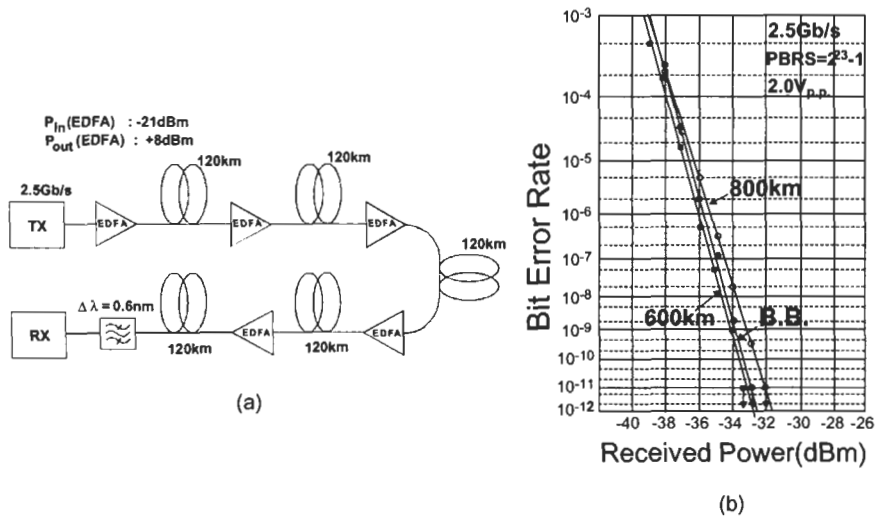 P_In(EDFA) : -21dBm
P_out(EDFA) : +8dBm
120km
120km
2.5Gb/s
TX
EDFA
EDFA
EDFA
120km
Δλ = 0.6nm
RX
120km
EDFA
120km
EDFA
(a)
Bit Error Rate
10^-3
10^-4
10^-5
10^-6
10^-7
10^-8
10^-9
10^-10
10^-11
10^-12
2.5Gb/s
PBRS=2^23-1
2.0V_p.p.
800km
600km
B.B.
-40 -38 -36 -34 -32 -30 -28 -26
Received Power(dBm)
(b)